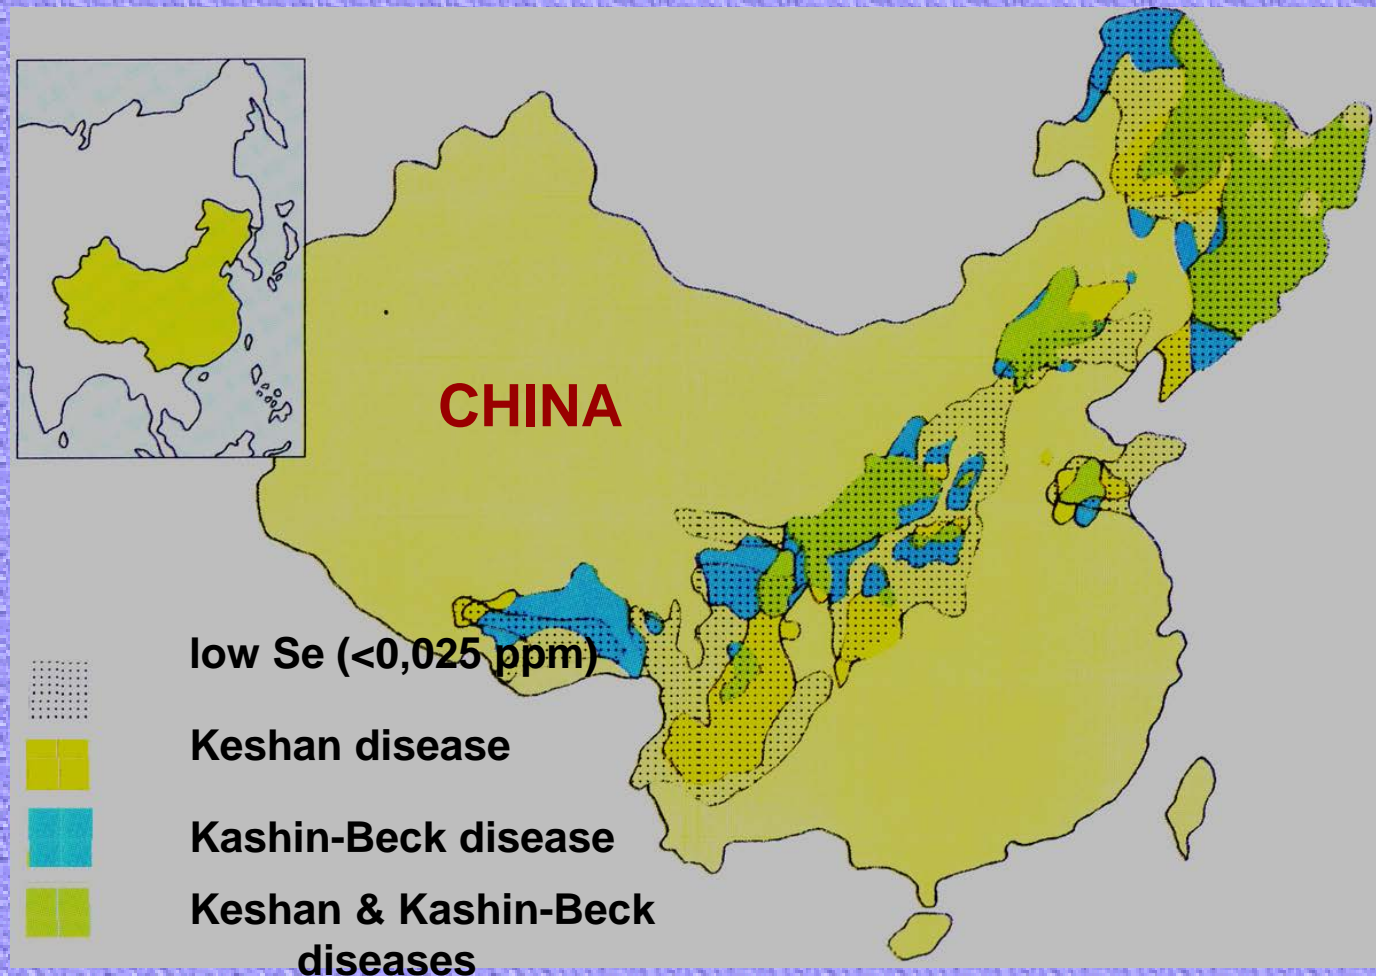 CHINA
low Se (<0,025 ppm)
Keshan disease
Kashin-Beck disease
Keshan & Kashin-Beck
diseases